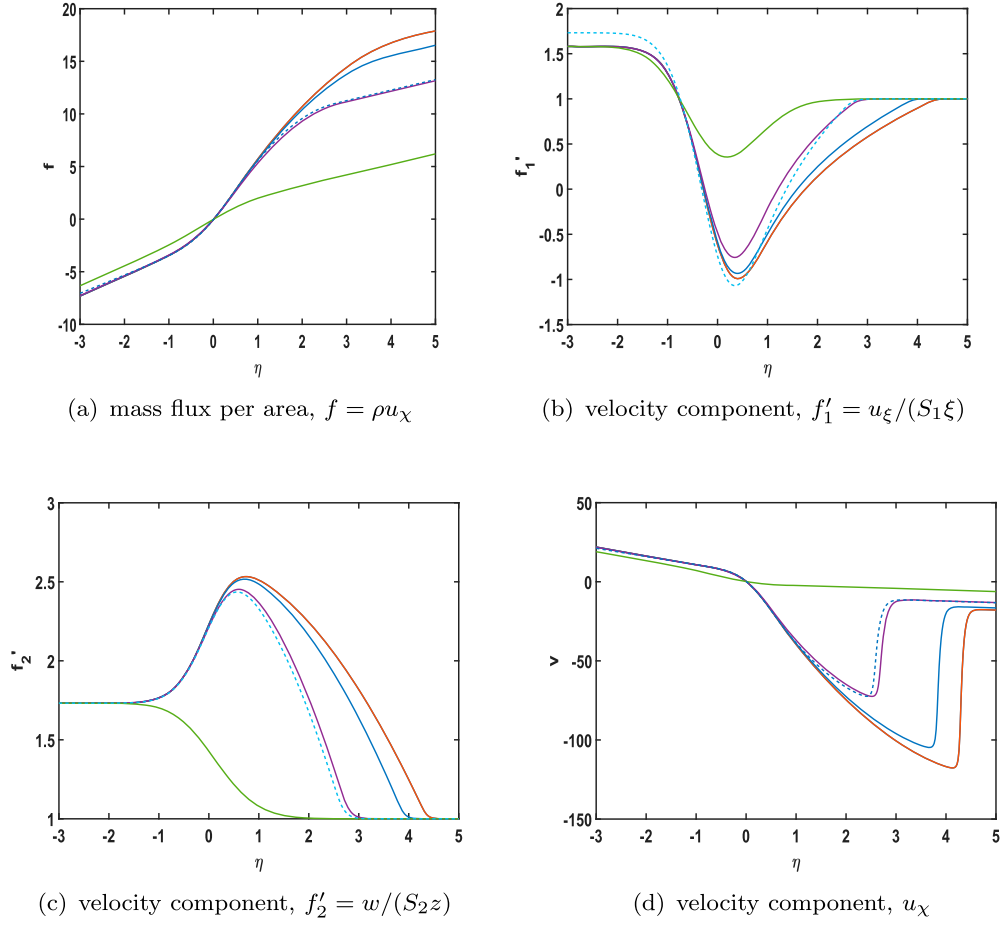 20
15
10
5
0
-5
-10
f
-3 -2 -1 0 1 2 3 4 5
η
(a) mass flux per area, f = ρu_χ
2
1.5
1
0.5
0
-0.5
-1
-1.5
f₁'
-3 -2 -1 0 1 2 3 4 5
η
(b) velocity component, f₁′ = u_ξ/(S₁ξ)
3
2.5
2
1.5
1
f₂'
-3 -2 -1 0 1 2 3 4 5
η
(c) velocity component, f₂′ = w/(S₂z)
50
0
-50
-100
-150
v
-3 -2 -1 0 1 2 3 4 5
η
(d) velocity component, u_χ